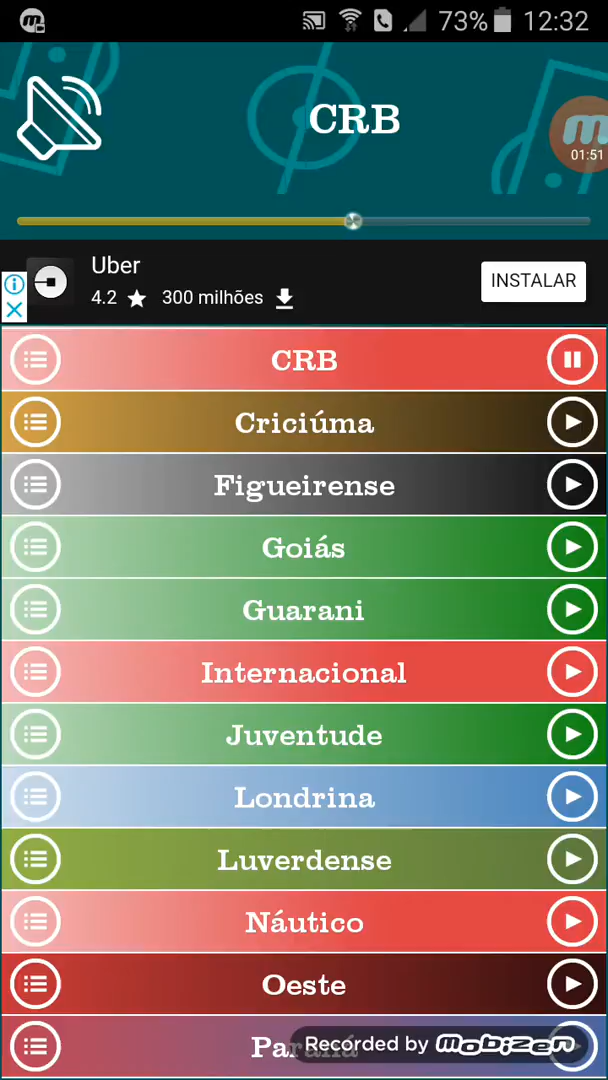 73% 12:32
CRB
01:51
Uber
4.2 300 milhões
INSTALAR
CRB
Criciúma
Figueirense
Goiás
Guarani
Internacional
Juventude
Londrina
Luverdense
Náutico
Oeste
Paraná
Recorded by Mobizen